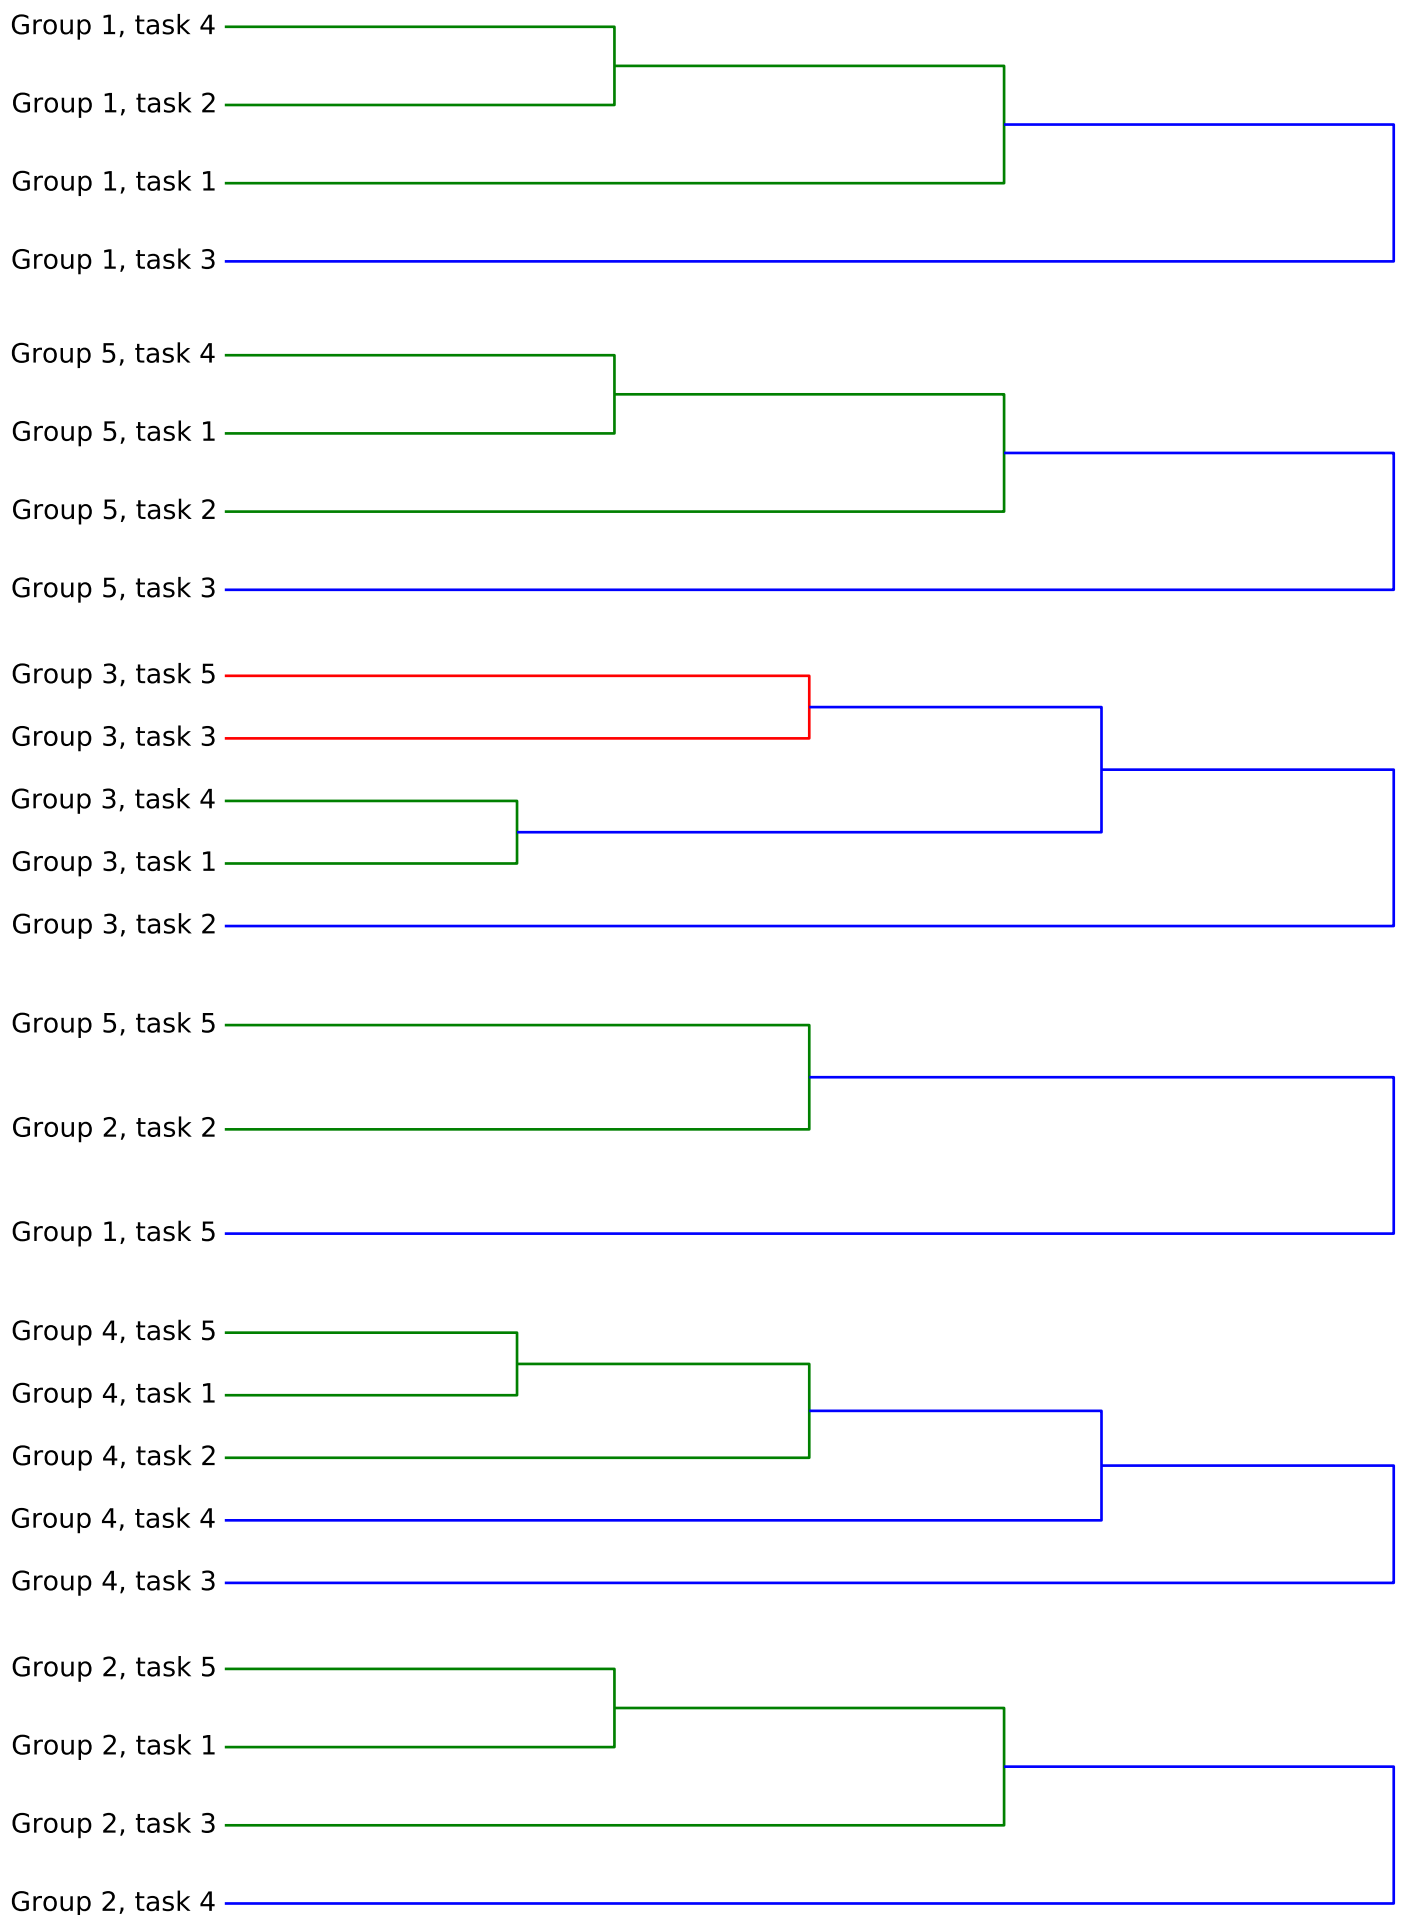 Group 1, task 4
Group 1, task 2
Group 1, task 1
Group 1, task 3
Group 5, task 4
Group 5, task 1
Group 5, task 2
Group 5, task 3
Group 3, task 5
Group 3, task 3
Group 3, task 4
Group 3, task 1
Group 3, task 2
Group 5, task 5
Group 2, task 2
Group 1, task 5
Group 4, task 5
Group 4, task 1
Group 4, task 2
Group 4, task 4
Group 4, task 3
Group 2, task 5
Group 2, task 1
Group 2, task 3
Group 2, task 4